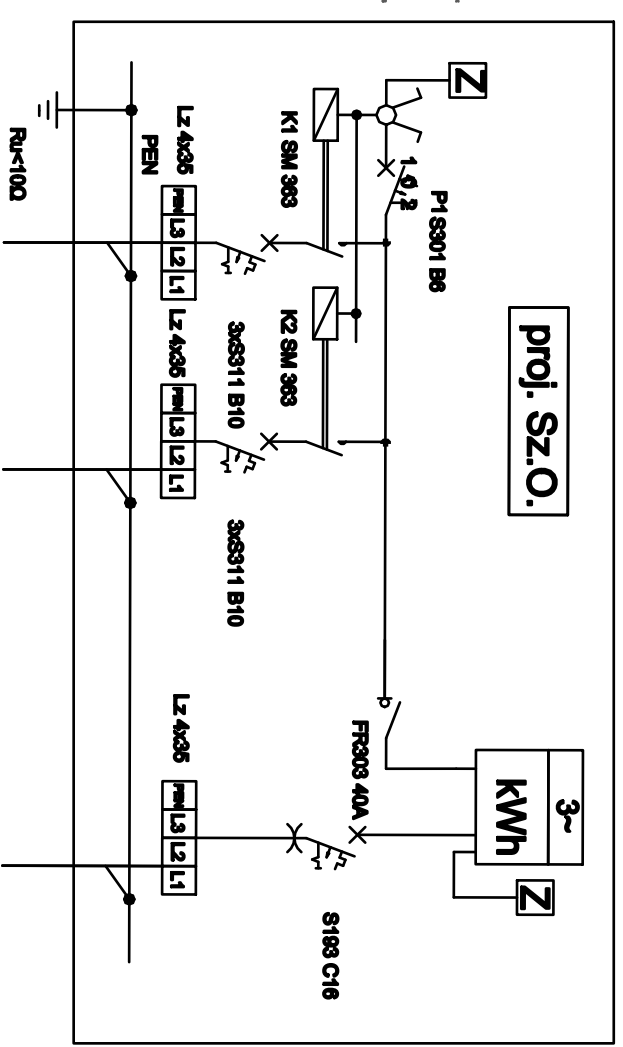 proj. Sz.O.
Z
P1 S301 B6
1 0 2
K1 SM 363
K2 SM 363
3xS311 B10
3xS311 B10
Lz 4x35
PEN L3 L2 L1
Lz 4x35
PEN L3 L2 L1
Lz 4x35
PEN L3 L2 L1
PEN
Ru<10Ω
3~
kWh
Z
FR303 40A
S193 C16